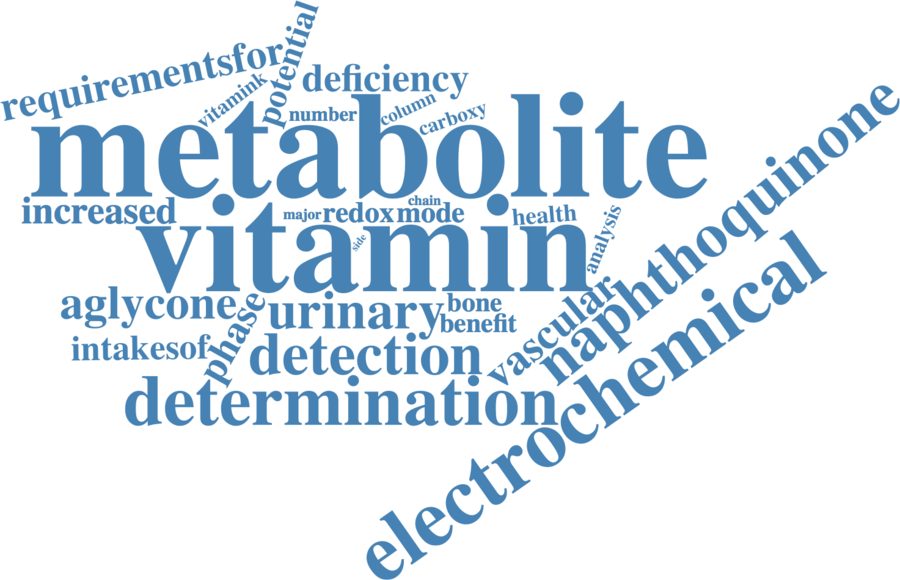 potential
requirementsfor
vitamink
deficiency
number
column
carboxy
metabolite
naphthoquinone
increased
major
redox
chain
mode
health
analysis
vitamin
side
electrochemical
aglycone
phase
urinary
bone
benefit
vascular
intakesof
detection
determination